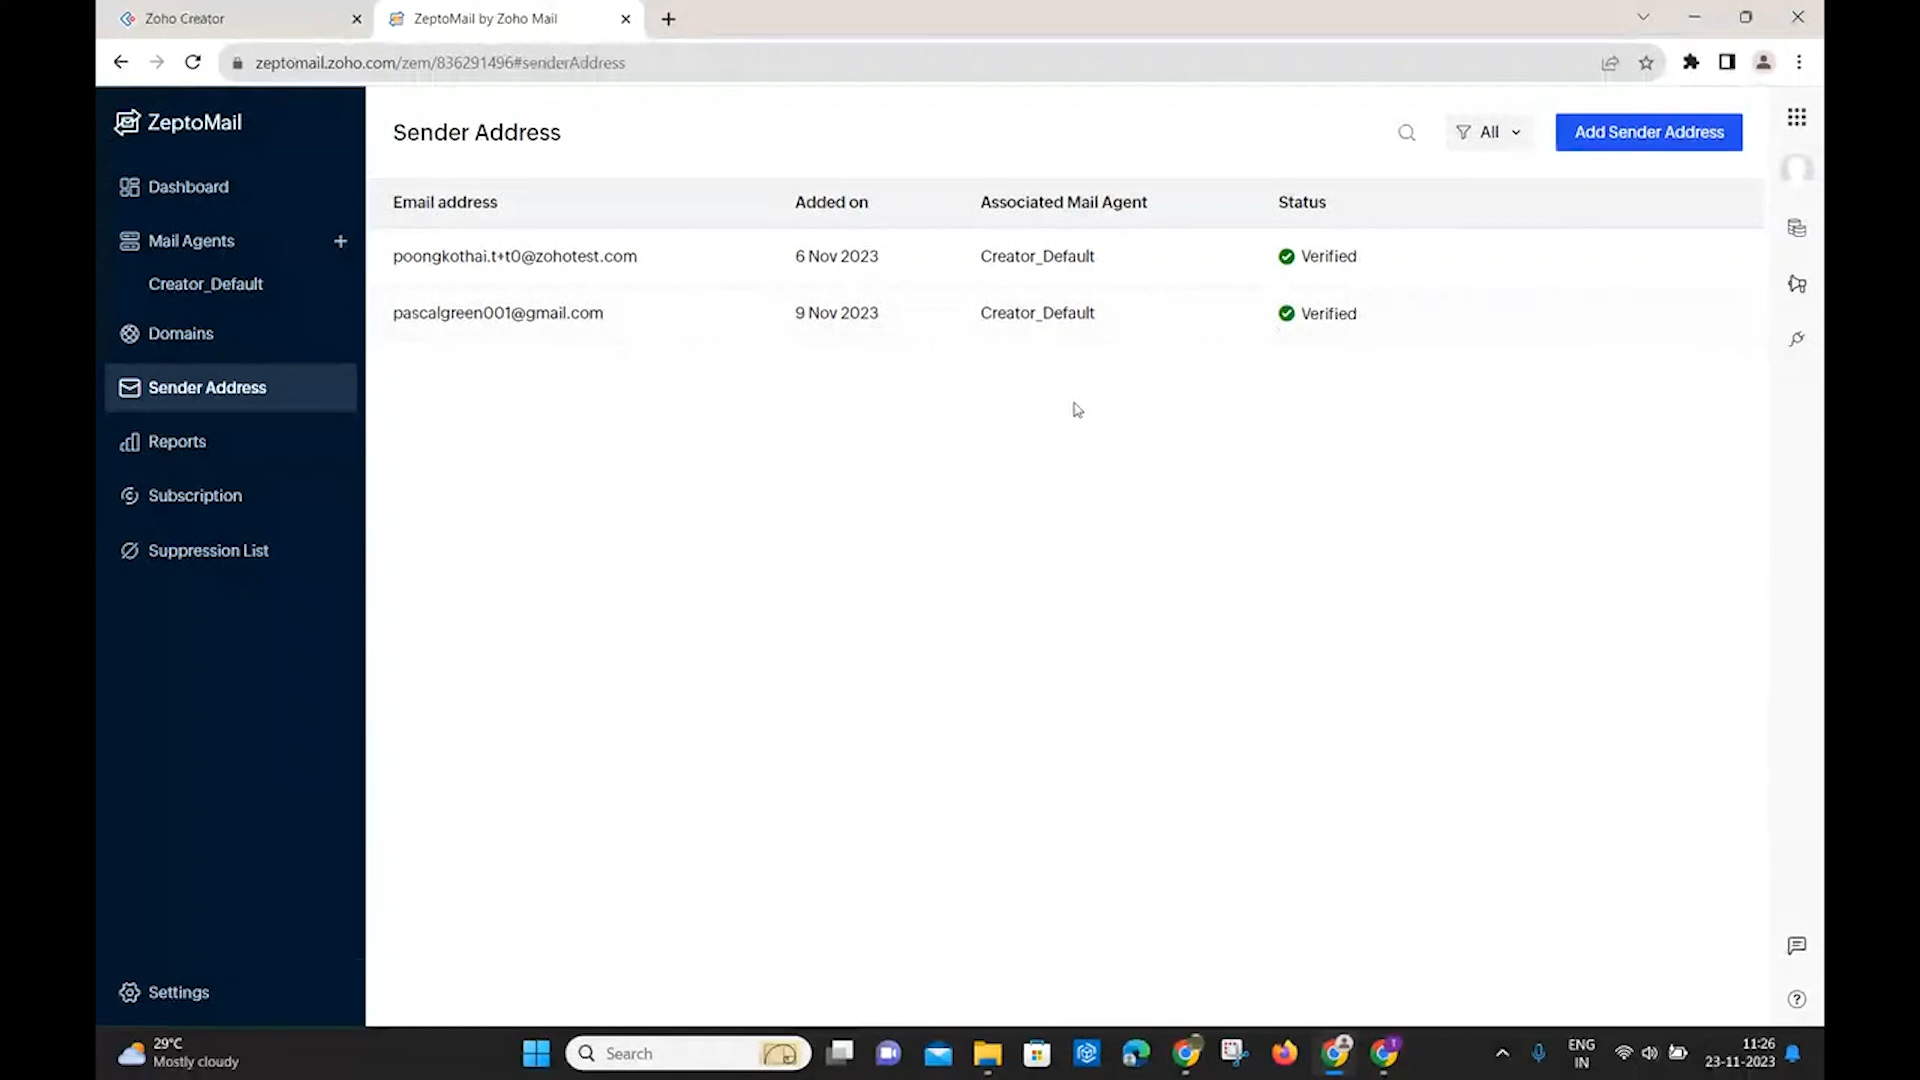 Zoho Creator
ZeptoMail by Zoho Mail
zeptomail.zoho.com/zem/836291496#senderAddress
ZeptoMail
Dashboard
Mail Agents
Creator_Default
Domains
Sender Address
Reports
Subscription
Suppression List
Settings
Sender Address
All
Add Sender Address
Email address Added on Associated Mail Agent Status
poongkothai.t+t0@zohotest.com 6 Nov 2023 Creator_Default Verified
pascalgreen001@gmail.com 9 Nov 2023 Creator_Default Verified
29°C
Mostly cloudy
Search
ENG
IN
11:26
23-11-2023